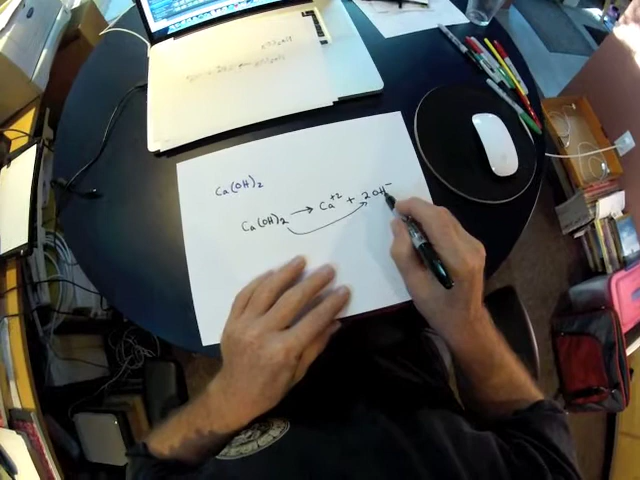 Ca(OH)₂
Ca(OH)₂ → Ca⁺² + 2OH⁻